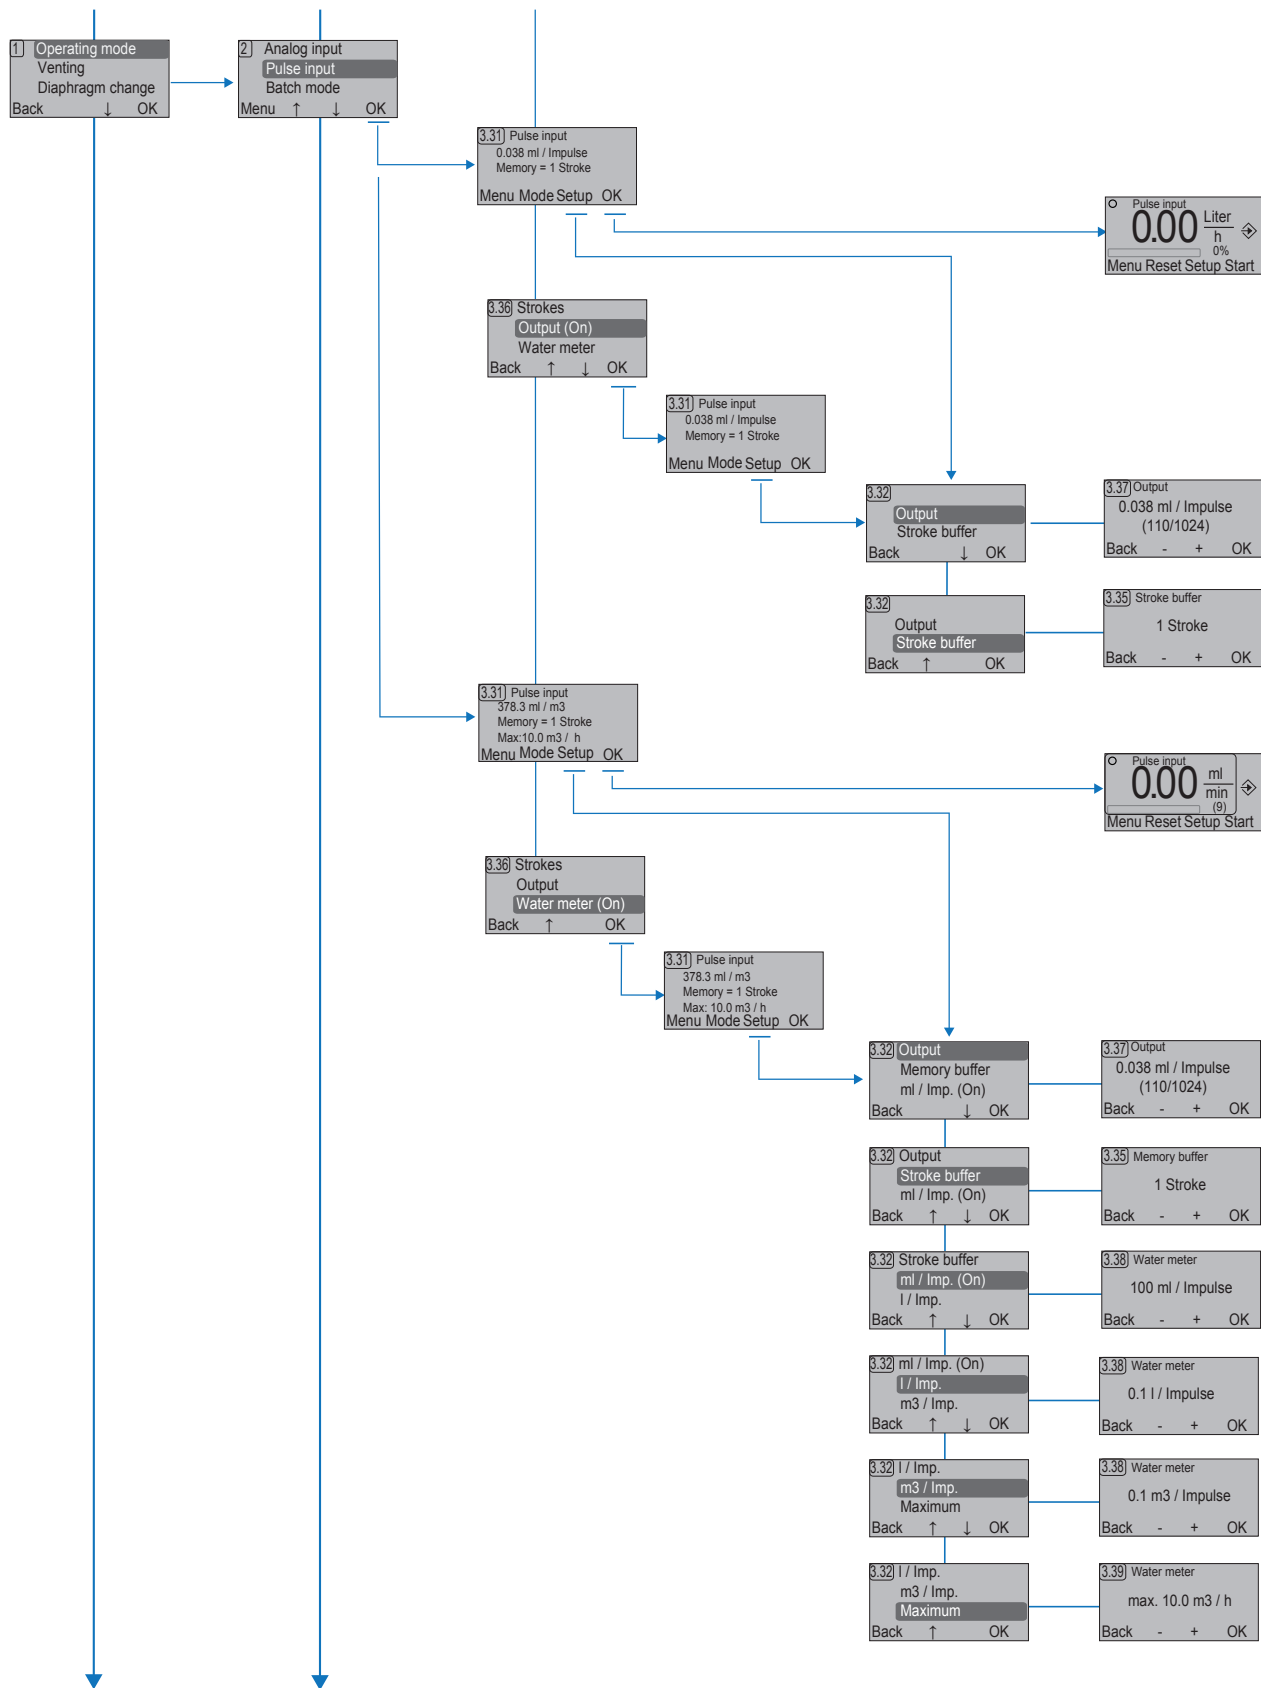 1 Operating mode
Venting
Diaphragm change
Back ↓ OK
2 Analog input
Pulse input
Batch mode
Menu ↑ ↓ OK
3.31 Pulse input
0.038 ml / Impulse
Memory = 1 Stroke
Menu Mode Setup OK
Pulse input
0.00 Liter
h
0%
Menu Reset Setup Start
3.36 Strokes
Output (On)
Water meter
Back ↑ ↓ OK
3.31 Pulse input
0.038 ml / Impulse
Memory = 1 Stroke
Menu Mode Setup OK
3.32
Output
Stroke buffer
Back ↓ OK
3.37 Output
0.038 ml / Impulse
(110/1024)
Back - + OK
3.32
Output
Stroke buffer
Back ↑ OK
3.35 Stroke buffer
1 Stroke
Back - + OK
3.31 Pulse input
378.3 ml / m3
Memory = 1 Stroke
Max:10.0 m3 / h
Menu Mode Setup OK
Pulse input
0.00 ml
min
(9)
Menu Reset Setup Start
3.36 Strokes
Output
Water meter (On)
Back ↑ OK
3.31 Pulse input
378.3 ml / m3
Memory = 1 Stroke
Max: 10.0 m3 / h
Menu Mode Setup OK
3.32 Output
Memory buffer
ml / Imp. (On)
Back ↓ OK
3.37 Output
0.038 ml / Impulse
(110/1024)
Back - + OK
3.32 Output
Stroke buffer
ml / Imp. (On)
Back ↑ ↓ OK
3.35 Memory buffer
1 Stroke
Back - + OK
3.32 Stroke buffer
ml / Imp. (On)
l / Imp.
Back ↑ ↓ OK
3.38 Water meter
100 ml / Impulse
Back - + OK
3.32 ml / Imp. (On)
l / Imp.
m3 / Imp.
Back ↑ ↓ OK
3.38 Water meter
0.1 l / Impulse
Back - + OK
3.32 l / Imp.
m3 / Imp.
Maximum
Back ↑ ↓ OK
3.38 Water meter
0.1 m3 / Impulse
Back - + OK
3.32 l / Imp.
m3 / Imp.
Maximum
Back ↑ OK
3.39 Water meter
max. 10.0 m3 / h
Back - + OK